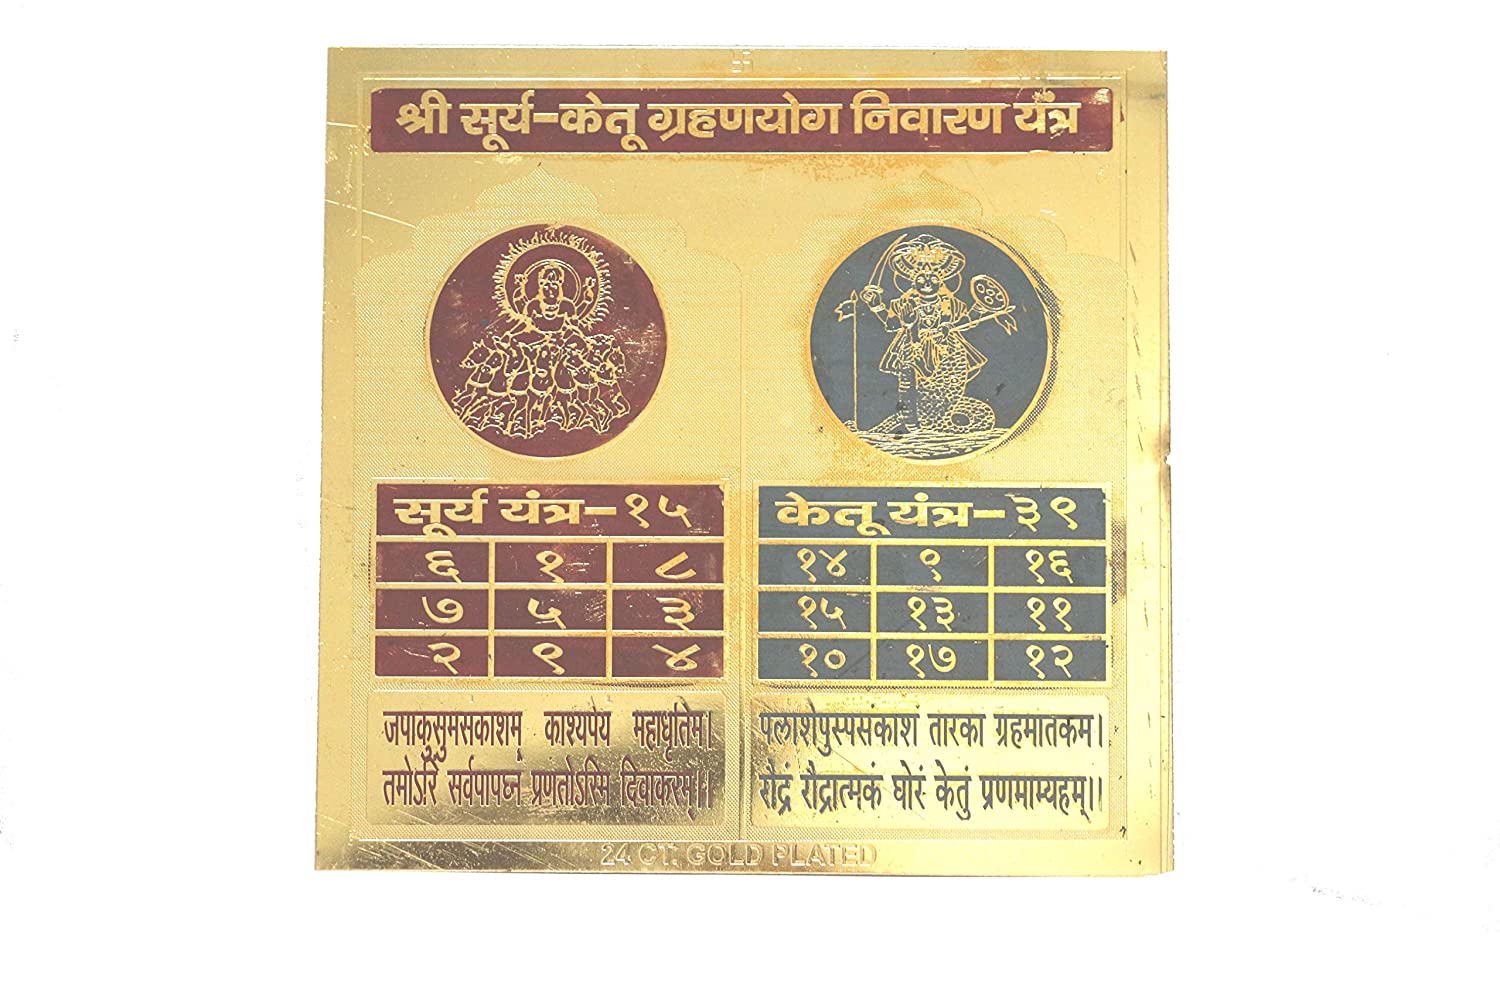 श्री सूर्य-केतू ग्रहणयोग निवारण यंत्र
सूर्य यंत्र-१५
६ १ ८
७ ५ ३
२ ९ ४
जपाकुसुमसकाशम् काश्यपेय महाधृतिम।
तमोऽरि सर्वपापघ्न प्रणतोऽस्मि दिवाकरम्।।
केतू यंत्र-३९
१४ ९ १६
१५ १३ ११
१० १७ १२
पलाशेपुस्पसकाश तारका ग्रहमातकम।
रौद्रं रौद्रात्मकं घोरं केतुं प्रणमाम्यहम्।।
24 CT. GOLD PLATED